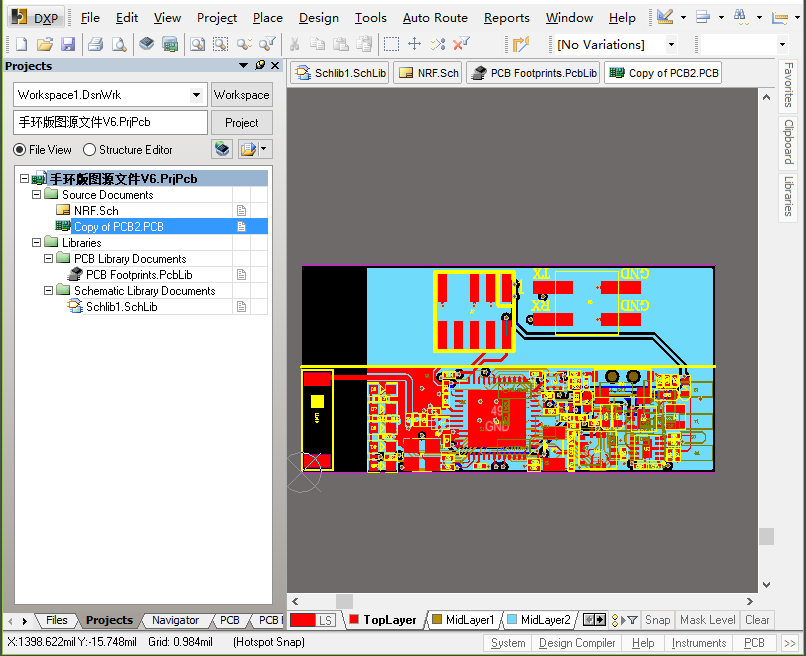 DXP File Edit View Project Place Design Tools Auto Route Reports Window Help
[No Variations]
Projects
Schlib1.SchLib NRF.Sch PCB Footprints.PcbLib Copy of PCB2.PCB
Favorites
Clipboard
Libraries
Workspace1.DsnWrk Workspace
手环版图源文件V6.PrjPcb Project
File View Structure Editor
手环版图源文件V6.PrjPcb
Source Documents
NRF.Sch
Copy of PCB2.PCB
Libraries
PCB Library Documents
PCB Footprints.PcbLib
Schematic Library Documents
Schlib1.SchLib
TX GND
RX GND
49
GND
Files Projects Navigator PCB PCB
LS TopLayer MidLayer1 MidLayer2 Snap Mask Level Clear
X:1398.622mil Y:-15.748mil Grid: 0.984mil (Hotspot Snap)
System Design Compiler Help Instruments PCB >>